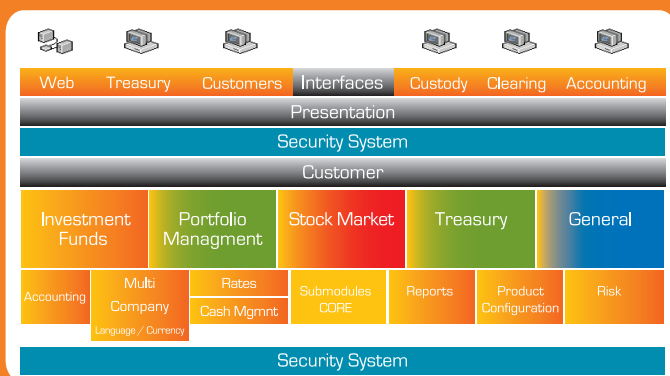 Web Treasury Customers Interfaces Custody Clearing Accounting
Presentation
Security System
Customer
Investment
Funds
Portfolio
Managment
Stock Market
Treasury
General
Accounting
Multi
Company
Language / Currency
Rates
Cash Mgmnt
Submodules
CORE
Reports
Product
Configuration
Risk
Security System